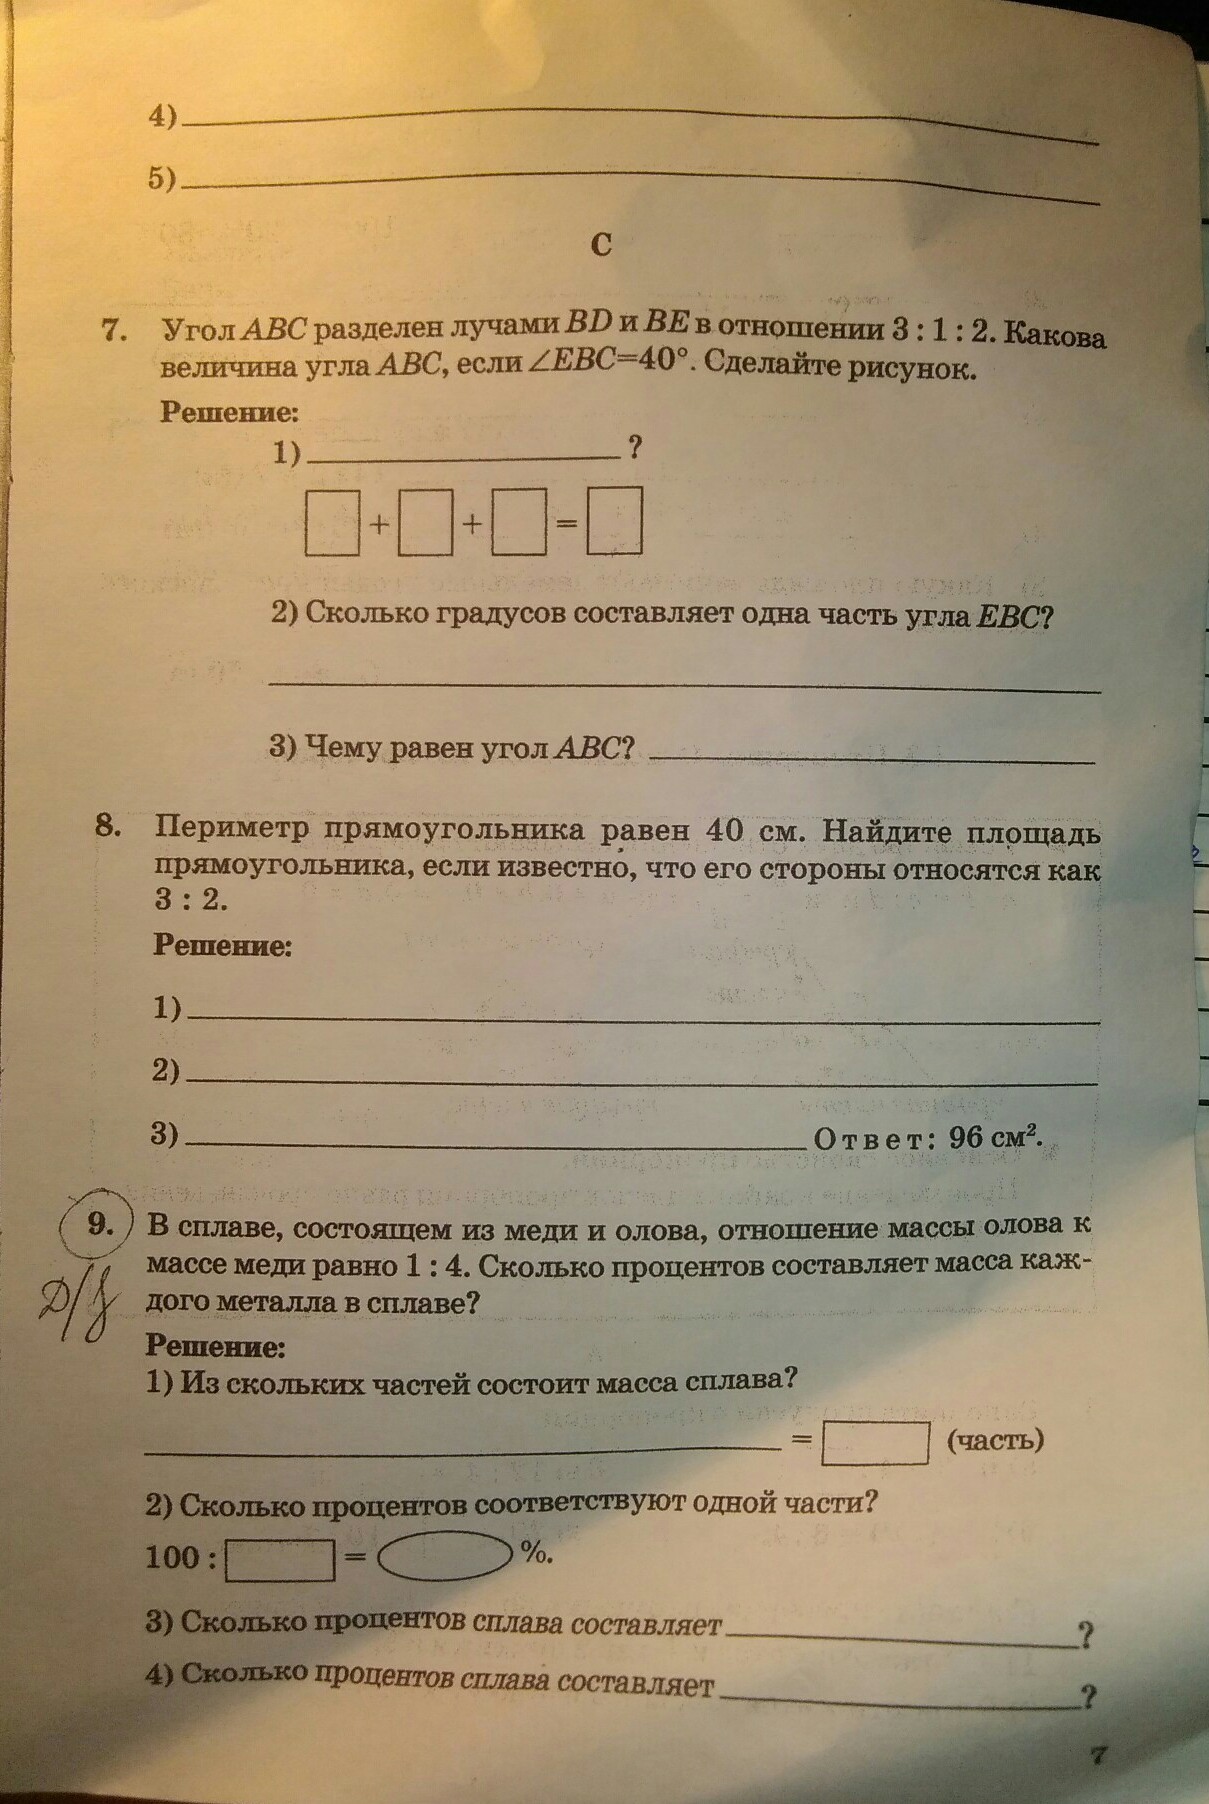 4)
5)
С
7. Угол ABC разделен лучами BD и BE в отношении 3 : 1 : 2. Какова
величина угла ABC, если ∠EBC=40°. Сделайте рисунок.
Решение:
1) ?
+ + =
2) Сколько градусов составляет одна часть угла EBC?
3) Чему равен угол ABC?
8. Периметр прямоугольника равен 40 см. Найдите площадь
прямоугольника, если известно, что его стороны относятся как
3 : 2.
Решение:
1)
2)
3) Ответ: 96 см².
9. В сплаве, состоящем из меди и олова, отношение массы олова к
Д/з массе меди равно 1 : 4. Сколько процентов составляет масса каж-
дого металла в сплаве?
Решение:
1) Из скольких частей состоит масса сплава?
= (часть)
2) Сколько процентов соответствуют одной части?
100 : = %.
3) Сколько процентов сплава составляет ?
4) Сколько процентов сплава составляет ?
7